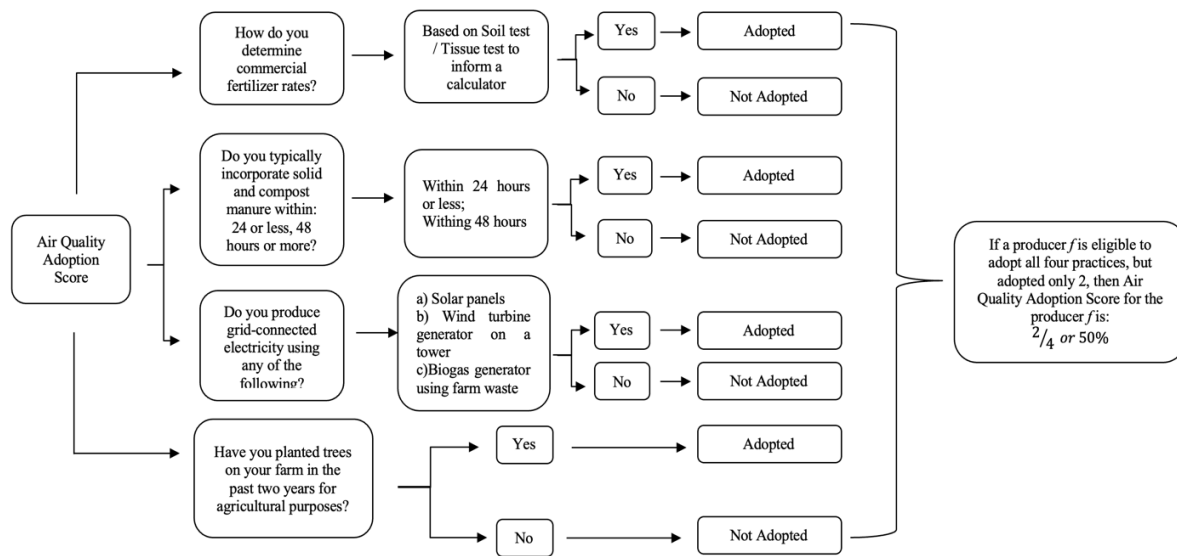 How do you
determine
commercial
fertilizer rates?
Based on Soil test
/ Tissue test to
inform a
calculator
Yes
Adopted
No
Not Adopted
Do you typically
incorporate solid
and compost
manure within:
24 or less, 48
hours or more?
Within 24 hours
or less;
Withing 48 hours
Yes
Adopted
No
Not Adopted
Air Quality
Adoption
Score
Do you produce
grid-connected
electricity using
any of the
following?
a) Solar panels
b) Wind turbine
generator on a
tower
c)Biogas generator
using farm waste
Yes
Adopted
No
Not Adopted
Have you planted trees
on your farm in the
past two years for
agricultural purposes?
Yes
Adopted
No
Not Adopted
If a producer f is eligible to
adopt all four practices, but
adopted only 2, then Air
Quality Adoption Score for the
producer f is:
2/4 or 50%